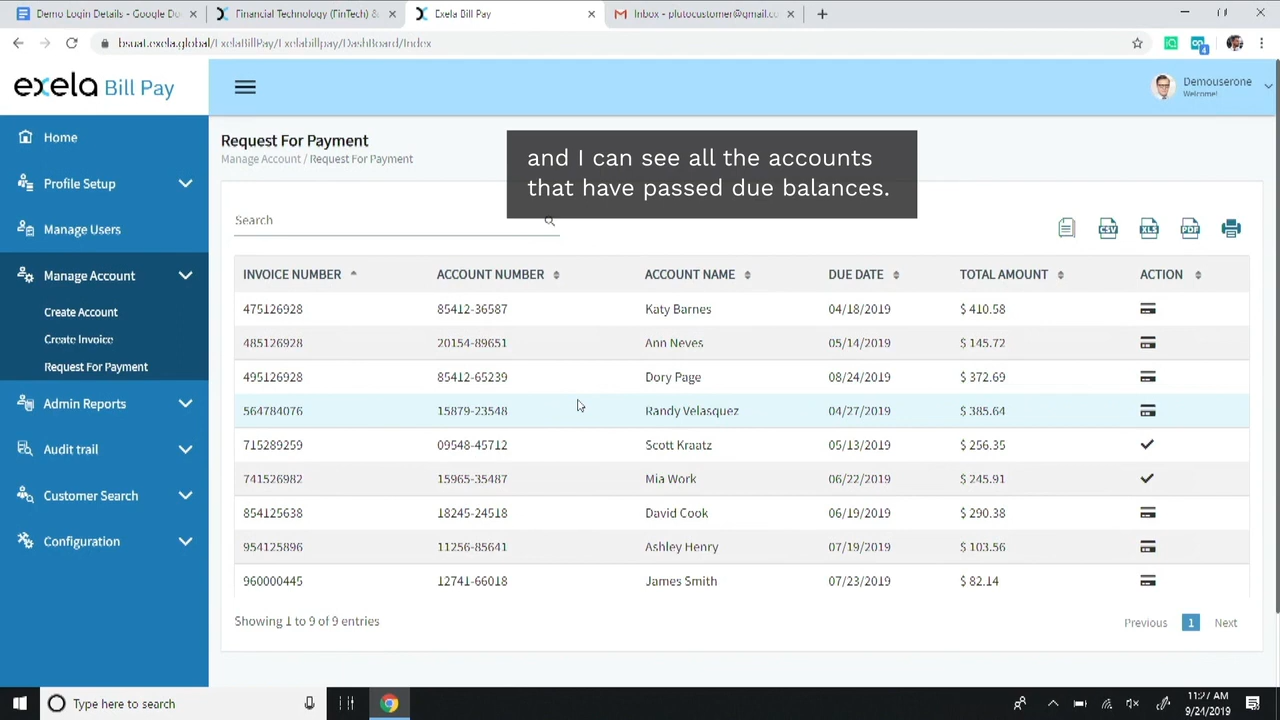 Demo Login Details - Google Do
Financial Technology (FinTech) &
Exela Bill Pay
Inbox - plutocustomer@gmail.co
bsuat.exela.global/ExelaBillPay/Exelabillpay/DashBoard/Index
exela Bill Pay
Demouserone
Welcome!
Home
Profile Setup
Manage Users
Manage Account
Create Account
Create Invoice
Request For Payment
Admin Reports
Audit trail
Customer Search
Configuration
Request For Payment
Manage Account / Request For Payment
and I can see all the accounts
that have passed due balances.
Search
CSV XLS PDF
INVOICE NUMBER ACCOUNT NUMBER ACCOUNT NAME DUE DATE TOTAL AMOUNT ACTION
475126928 85412-36587 Katy Barnes 04/18/2019 $ 410.58
485126928 20154-89651 Ann Neves 05/14/2019 $ 145.72
495126928 85412-65239 Dory Page 08/24/2019 $ 372.69
564784076 15879-23548 Randy Velasquez 04/27/2019 $ 385.64
715289259 09548-45712 Scott Kraatz 05/13/2019 $ 256.35
741526982 15965-35487 Mia Work 06/22/2019 $ 245.91
854125638 18245-24518 David Cook 06/19/2019 $ 290.38
954125896 11256-85641 Ashley Henry 07/19/2019 $ 103.56
960000445 12741-66018 James Smith 07/23/2019 $ 82.14
Showing 1 to 9 of 9 entries
Previous 1 Next
Type here to search
11:27 AM
9/24/2019